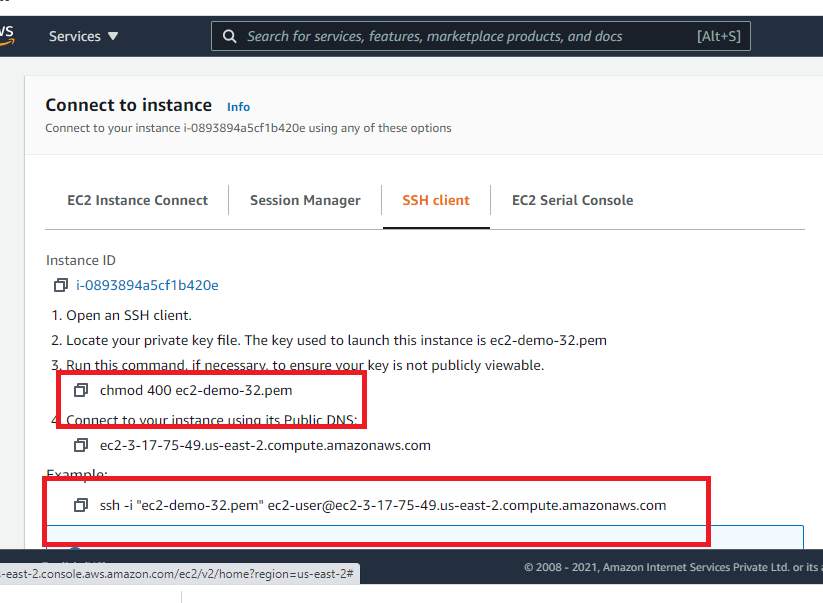 WS
Services ▼
Search for services, features, marketplace products, and docs [Alt+S]
Connect to instance Info
Connect to your instance i-0893894a5cf1b420e using any of these options
EC2 Instance Connect
Session Manager
SSH client
EC2 Serial Console
Instance ID
i-0893894a5cf1b420e
1. Open an SSH client.
2. Locate your private key file. The key used to launch this instance is ec2-demo-32.pem
3. Run this command, if necessary, to ensure your key is not publicly viewable.
chmod 400 ec2-demo-32.pem
4. Connect to your instance using its Public DNS:
ec2-3-17-75-49.us-east-2.compute.amazonaws.com
Example:
ssh -i "ec2-demo-32.pem" ec2-user@ec2-3-17-75-49.us-east-2.compute.amazonaws.com
© 2008 - 2021, Amazon Internet Services Private Ltd. or its
s-east-2.console.aws.amazon.com/ec2/v2/home?region=us-east-2#